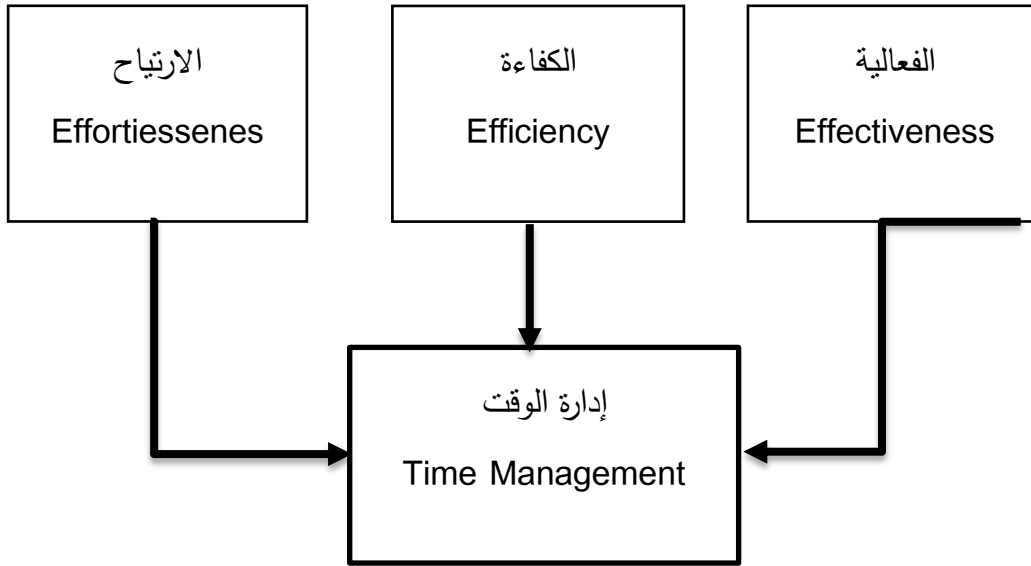 الارتياح
Effortiessenes
الكفاءة
Efficiency
الفعالية
Effectiveness
إدارة الوقت
Time Management